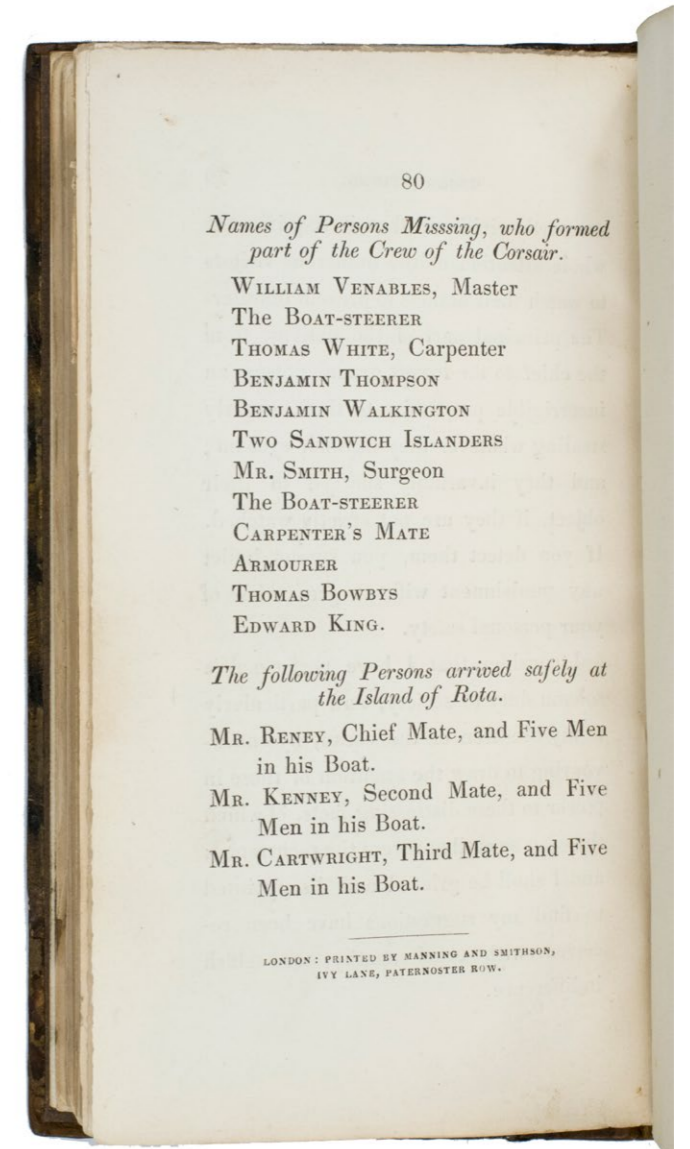 80
Names of Persons Misssing, who formed
part of the Crew of the Corsair.
WILLIAM VENABLES, Master
The BOAT-STEERER
THOMAS WHITE, Carpenter
BENJAMIN THOMPSON
BENJAMIN WALKINGTON
TWO SANDWICH ISLANDERS
MR. SMITH, Surgeon
The BOAT-STEERER
CARPENTER'S MATE
ARMOURER
THOMAS BOWBYS
EDWARD KING.
The following Persons arrived safely at
the Island of Rota.
MR. RENEY, Chief Mate, and Five Men
in his Boat.
MR. KENNEY, Second Mate, and Five
Men in his Boat.
MR. CARTWRIGHT, Third Mate, and Five
Men in his Boat.
LONDON: PRINTED BY MANNING AND SMITHSON,
IVY LANE, PATERNOSTER ROW.